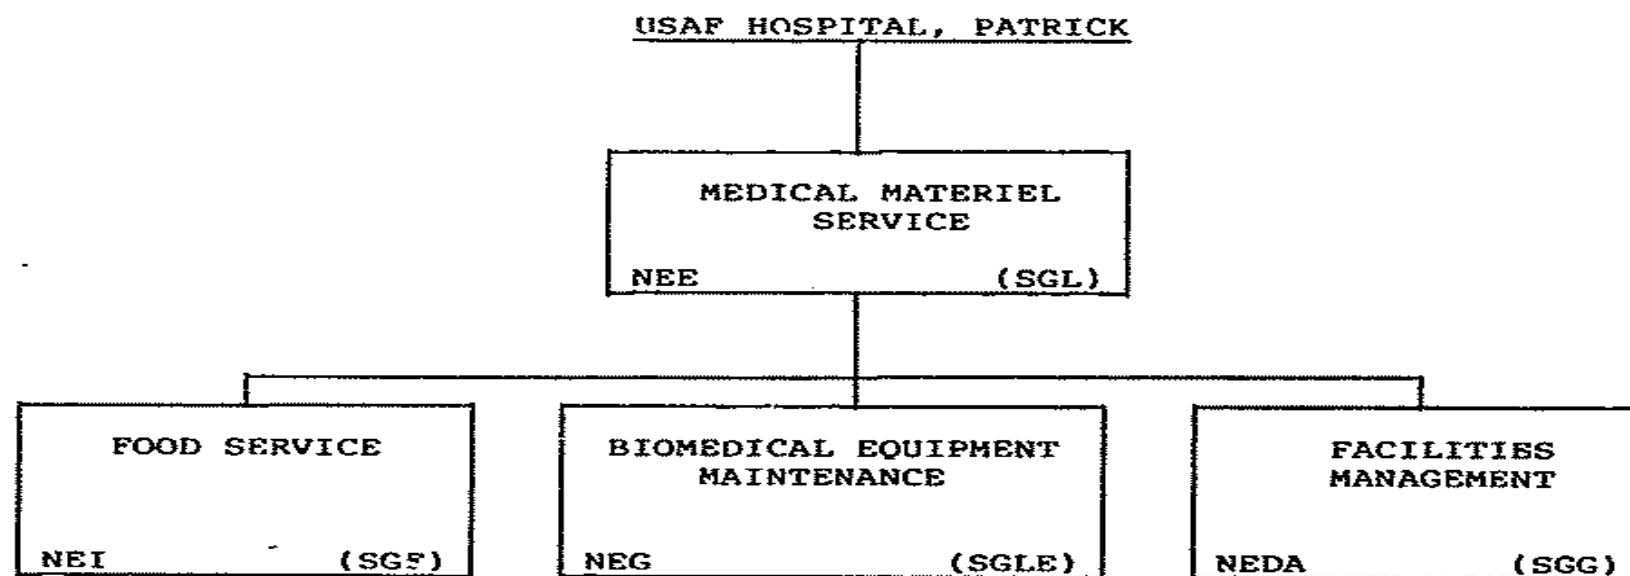 USAF HOSPITAL, PATRICK
MEDICAL MATERIEL
SERVICE
NEE (SGL)
FOOD SERVICE
NEI (SGF)
BIOMEDICAL EQUIPMENT
MAINTENANCE
NEG (SGLE)
FACILITIES
MANAGEMENT
NEDA (SGG)